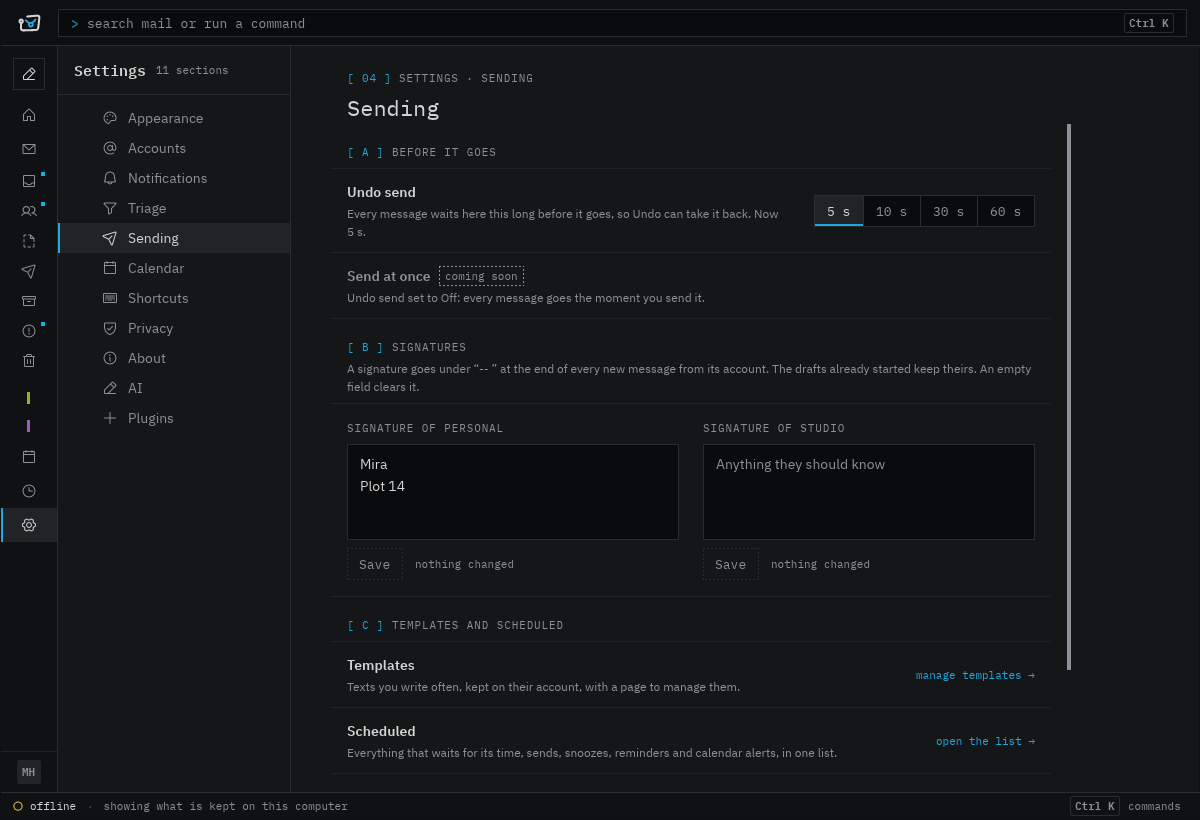 > search mail or run a command
Ctrl K
Settings 11 sections
Appearance
Accounts
Notifications
Triage
Sending
Calendar
Shortcuts
Privacy
About
AI
Plugins
MH
[ 04 ] SETTINGS · SENDING
Sending
[ A ] BEFORE IT GOES
Undo send
Every message waits here this long before it goes, so Undo can take it back. Now
5 s.
5 s 10 s 30 s 60 s
Send at once coming soon
Undo send set to Off: every message goes the moment you send it.
[ B ] SIGNATURES
A signature goes under “-- ” at the end of every new message from its account. The drafts already started keep theirs. An empty
field clears it.
SIGNATURE OF PERSONAL
Mira
Plot 14
Save nothing changed
SIGNATURE OF STUDIO
Anything they should know
Save nothing changed
[ C ] TEMPLATES AND SCHEDULED
Templates
Texts you write often, kept on their account, with a page to manage them.
manage templates →
Scheduled
Everything that waits for its time, sends, snoozes, reminders and calendar alerts, in one list.
open the list →
offline · showing what is kept on this computer
Ctrl K commands